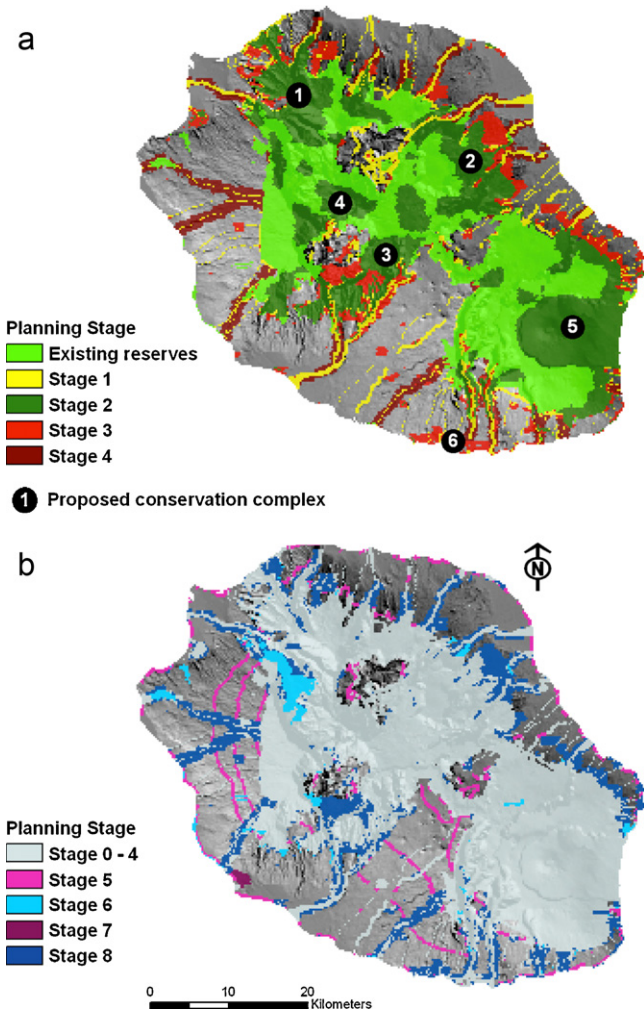 a
1
2
4
3
5
6
Planning Stage
Existing reserves
Stage 1
Stage 2
Stage 3
Stage 4
1 Proposed conservation complex
b
N
Planning Stage
Stage 0 - 4
Stage 5
Stage 6
Stage 7
Stage 8
0 10 20
Kilometers